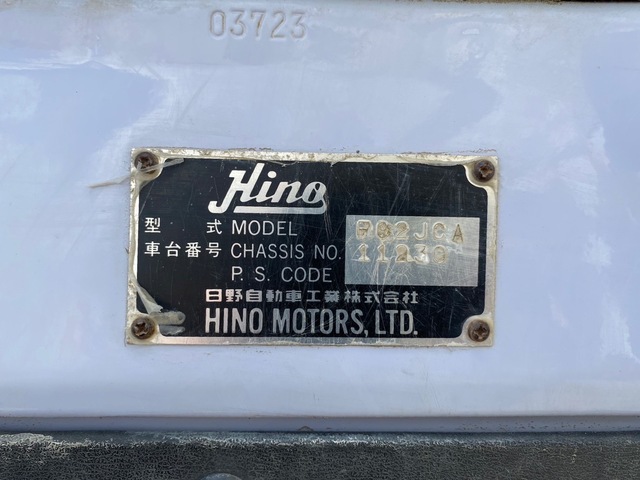 03723
Hino
型 式 MODEL
車台番号 CHASSIS NO. 11239
P. S. CODE
日野自動車工業株式会社
HINO MOTORS, LTD.